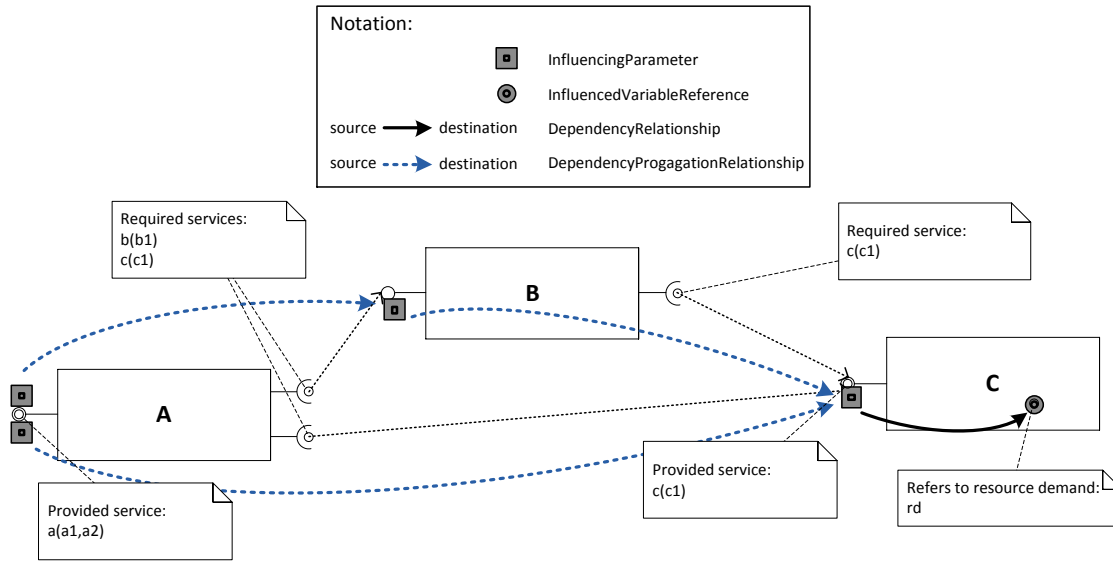 Notation:
InfluencingParameter
InfluencedVariableReference
source destination DependencyRelationship
source destination DependencyProgagationRelationship
Required services:
b(b1)
c(c1)
Required service:
c(c1)
B
A
C
Provided service:
c(c1)
Provided service:
a(a1,a2)
Refers to resource demand:
rd